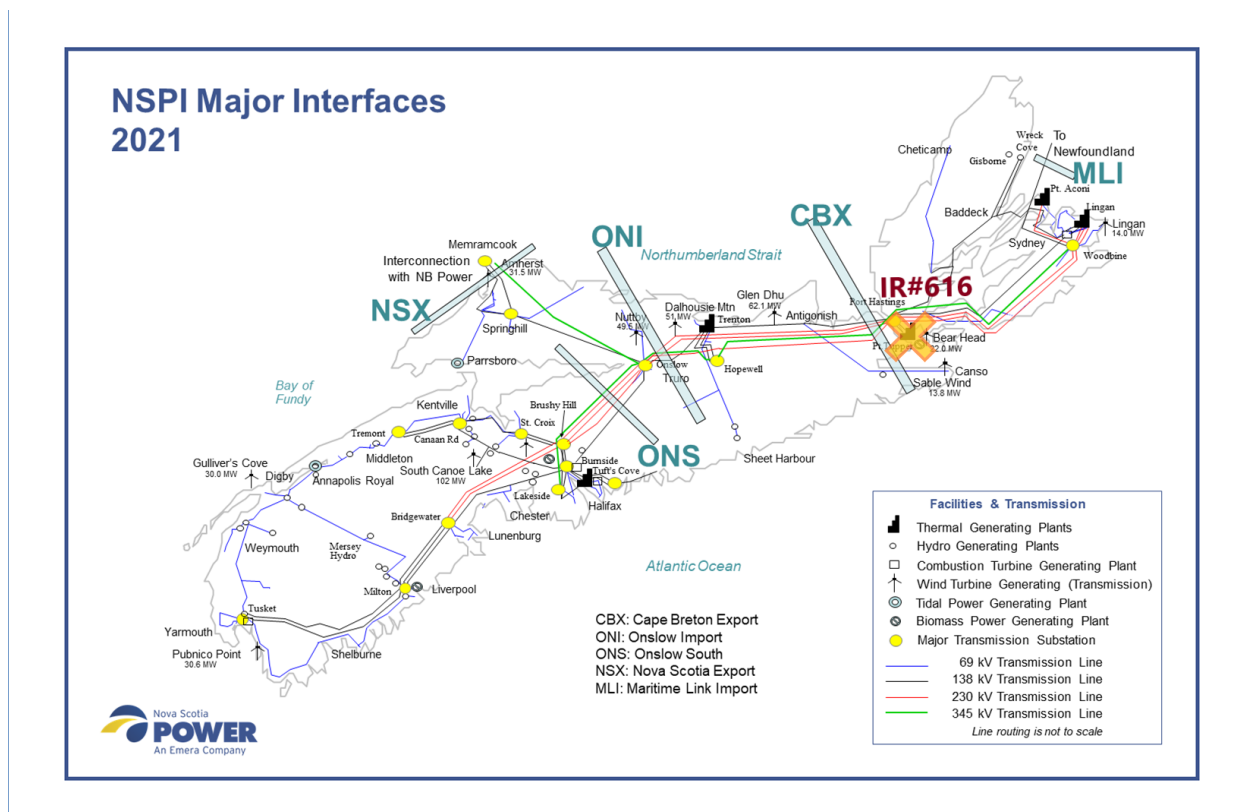 NSPI Major Interfaces
2021
Wreck
Cove
To
Newfoundland
Cheticamp
Gisborne
MLI
Pt. Aconi
Lingan
Baddeck
Lingan
14.0 MW
Sydney
Woodbine
CBX
ONI
Northumberland Strait
Memramcook
Interconnection
with NB Power
Amherst
31.5 MW
NSX
Springhill
Parrsboro
Nuttby
49.5 MW
Dalhousie Mtn
51 MW
Trenton
Glen Dhu
62.1 MW
Antigonish
IR#616
Port Hastings
Pt Tupper
Bear Head
22.0 MW
Canso
Sable Wind
13.8 MW
Hopewell
Onslow
Truro
Bay of
Fundy
Kentville
Brushy Hill
St. Croix
Tremont
Canaan Rd
ONS
Sheet Harbour
Middleton
Gulliver's Cove
30.0 MW
Digby
Annapolis Royal
South Canoe Lake
102 MW
Burnside
Tuft's Cove
Lakeside
Halifax
Chester
Bridgewater
Lunenburg
Weymouth
Mersey
Hydro
Milton
Liverpool
Tusket
Yarmouth
Pubnico Point
30.6 MW
Shelburne
Atlantic Ocean
CBX: Cape Breton Export
ONI: Onslow Import
ONS: Onslow South
NSX: Nova Scotia Export
MLI: Maritime Link Import
Facilities & Transmission
Thermal Generating Plants
Hydro Generating Plants
Combustion Turbine Generating Plant
Wind Turbine Generating (Transmission)
Tidal Power Generating Plant
Biomass Power Generating Plant
Major Transmission Substation
69 kV Transmission Line
138 kV Transmission Line
230 kV Transmission Line
345 kV Transmission Line
Line routing is not to scale
Nova Scotia
POWER
An Emera Company